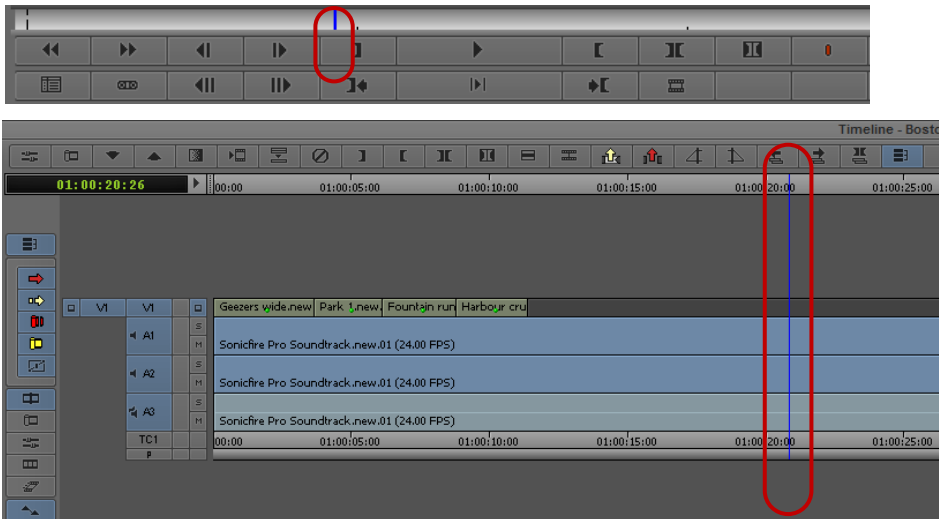 Timeline - Bosto
01:00:20:26
00:00 01:00:05:00 01:00:10:00 01:00:15:00 01:00:20:00 01:00:25:00
V1 V1 Geezers wide.new Park 1.new. Fountain run Harbour cru
S
A1
M Sonicfire Pro Soundtrack.new.01 (24.00 FPS)
S
A2
M Sonicfire Pro Soundtrack.new.01 (24.00 FPS)
S
A3
M Sonicfire Pro Soundtrack.new.01 (24.00 FPS)
TC1 00:00 01:00:05:00 01:00:10:00 01:00:15:00 01:00:20:00 01:00:25:00
P